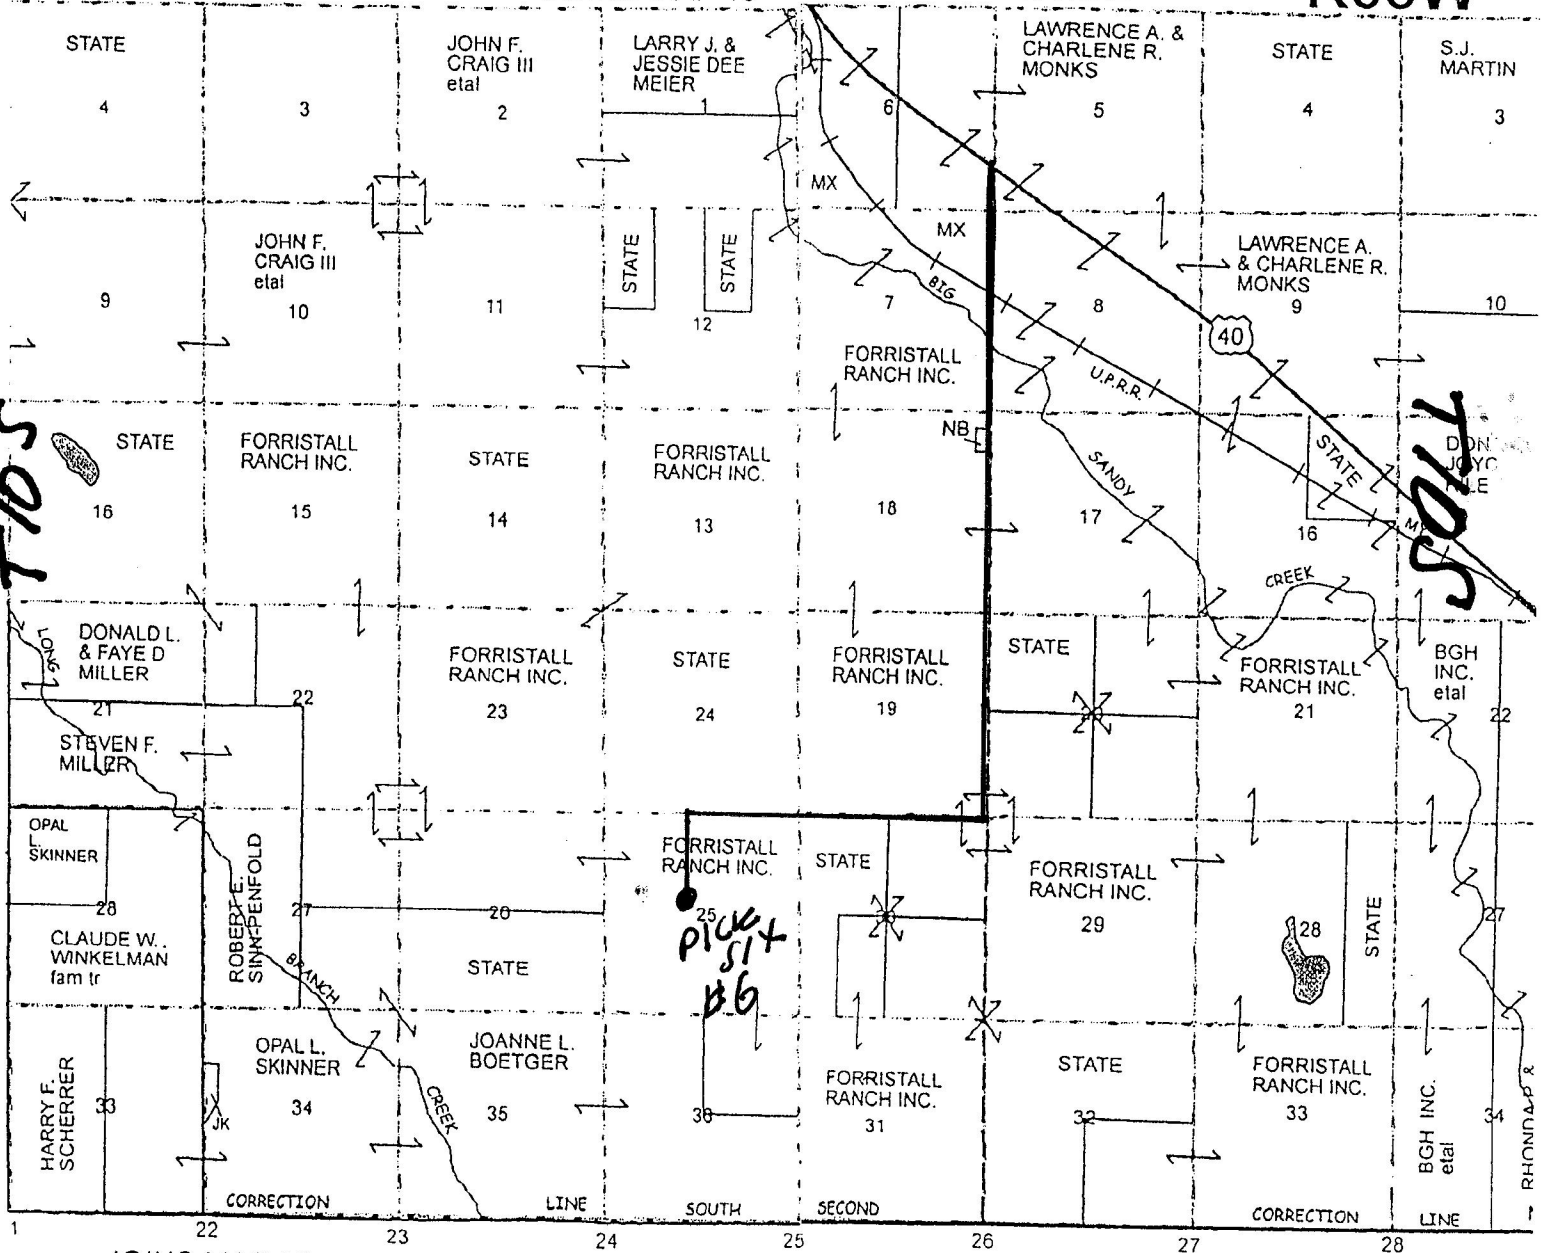 STATE
4
3
JOHN F.
CRAIG III
etal
2
LARRY J. &
JESSIE DEE
MEIER
1
6
LAWRENCE A. &
CHARLENE R.
MONKS
5
STATE
4
S.J.
MARTIN
3
MX
MX
9
JOHN F.
CRAIG III
etal
10
11
STATE
STATE
12
7
BIG
8
LAWRENCE A.
& CHARLENE R.
MONKS
9
10
40
FORRISTALL
RANCH INC.
U.P.R.R.
T10S
STATE
16
FORRISTALL
RANCH INC.
15
STATE
14
FORRISTALL
RANCH INC.
13
18
NB
SANDY
17
STATE
16
T10S
CREEK
LONG
DONALD L.
& FAYE D
MILLER
21
22
FORRISTALL
RANCH INC.
23
STATE
24
FORRISTALL
RANCH INC.
19
STATE
FORRISTALL
RANCH INC.
21
BGH
INC.
etal
22
STEVEN F.
MILLER
OPAL
L.
SKINNER
28
CLAUDE W.
WINKELMAN
fam tr
ROBERT E.
SINN-PENFOLD
27
BRANCH
STATE
FORRISTALL
RANCH INC.
25
PICK
SIX
#6
STATE
FORRISTALL
RANCH INC.
29
28
STATE
27
HARRY F.
SCHERRER
33
JK
OPAL L.
SKINNER
34
JOANNE L.
BOETGER
35
CREEK
FORRISTALL
RANCH INC.
31
STATE
32
FORRISTALL
RANCH INC.
33
BGH INC.
etal
34
CORRECTION LINE SOUTH SECOND CORRECTION LINE
1 22 23 24 25 26 27 28